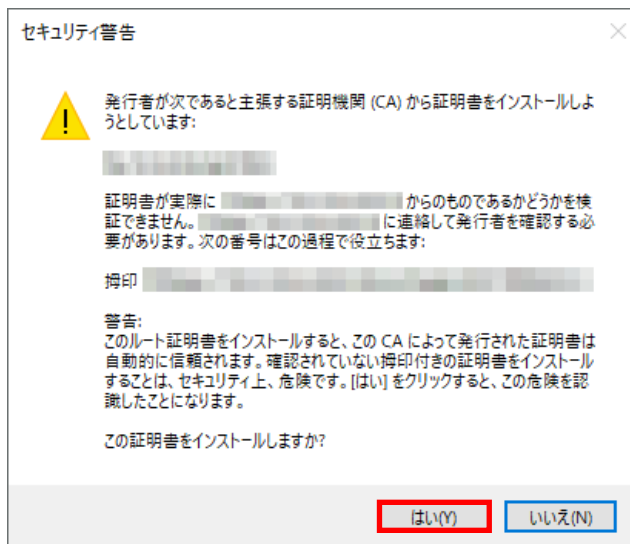 セキュリティ警告
発行者が次であると主張する証明機関 (CA) から証明書をインストールしよ
うとしています:
証明書が実際に からのものであるかどうかを検
証できません。 に連絡して発行者を確認する必
要があります。次の番号はこの過程で役立ちます:
拇印
警告:
このルート証明書をインストールすると、この CA によって発行された証明書は
自動的に信頼されます。確認されていない拇印付きの証明書をインストール
することは、セキュリティ上、危険です。[はい] をクリックすると、この危険を認
識したことになります。
この証明書をインストールしますか?
はい(Y) いいえ(N)